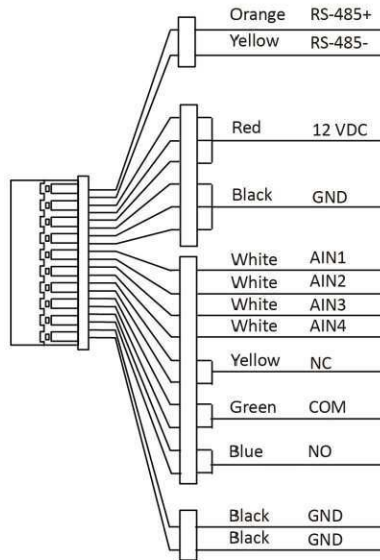 Orange RS-485+
Yellow RS-485-
Red 12 VDC
Black GND
White AIN1
White AIN2
White AIN3
White AIN4
Yellow NC
Green COM
Blue NO
Black GND
Black GND